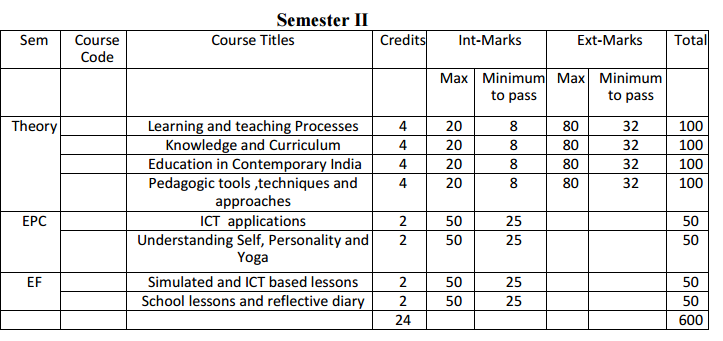 Semester II
Sem Course Code Course Titles Credits Int-Marks Ext-Marks Total
Max Minimum to pass Max Minimum to pass
Theory Learning and teaching Processes 4 20 8 80 32 100
Knowledge and Curriculum 4 20 8 80 32 100
Education in Contemporary India 4 20 8 80 32 100
Pedagogic tools ,techniques and approaches 4 20 8 80 32 100
EPC ICT applications 2 50 25 50
Understanding Self, Personality and Yoga 2 50 25 50
EF Simulated and ICT based lessons 2 50 25 50
School lessons and reflective diary 2 50 25 50
24 600